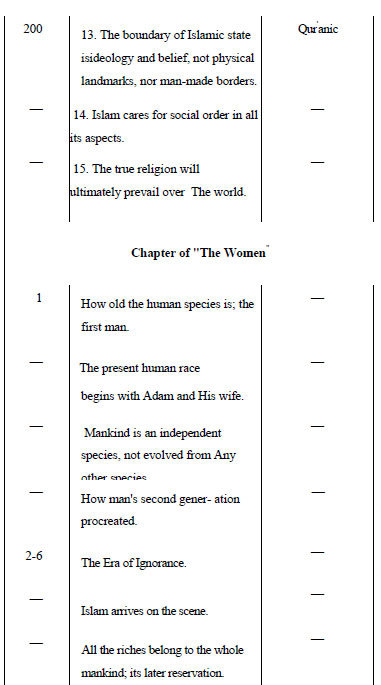 200 13. The boundary of Islamic state Qur'anic
isideology and belief, not physical
landmarks, nor man-made borders.
— 14. Islam cares for social order in all —
its aspects.
— 15. The true religion will —
ultimately prevail over The world.
Chapter of "The Women"
1 How old the human species is; the —
first man.
— The present human race —
begins with Adam and His wife.
— Mankind is an independent —
species, not evolved from Any
other species
— How man's second gener- ation —
procreated.
2-6 The Era of Ignorance. —
— Islam arrives on the scene. —
— All the riches belong to the whole —
mankind; its later reservation.